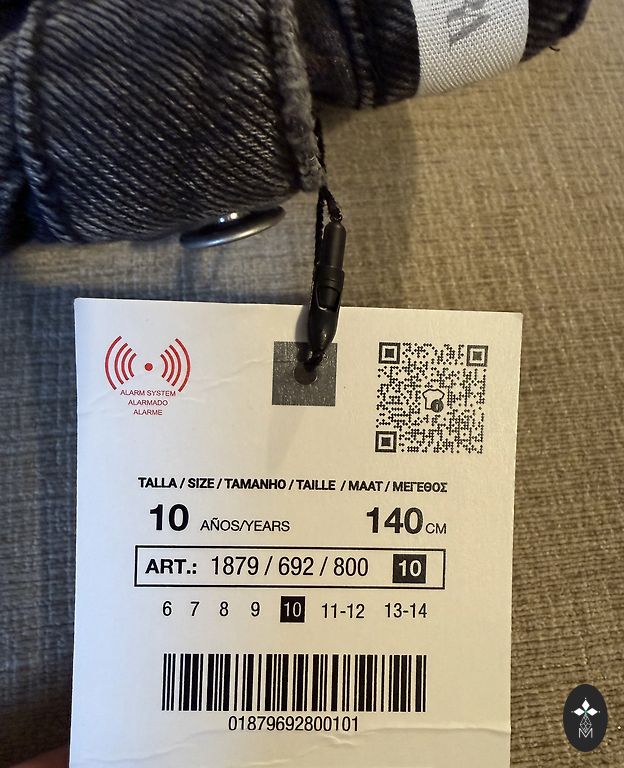 ALARM SYSTEM
ALARMADO
ALARME
TALLA / SIZE / TAMANHO / TAILLE / MAAT / ΜΕΓΕΘΟΣ
10 AÑOS/YEARS 140 CM
ART.: 1879 / 692 / 800 10
6 7 8 9 10 11-12 13-14
01879692800101
M